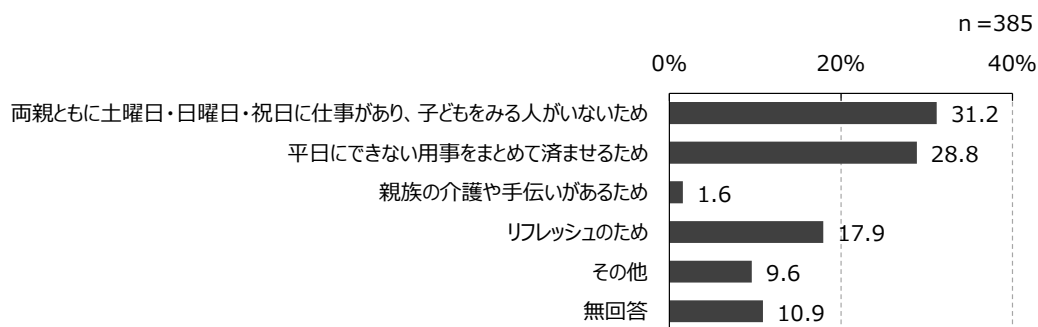 n =385
0% 20% 40%
両親ともに土曜日・日曜日・祝日に仕事があり、子どもをみる人がいないため 31.2
平日にできない用事をまとめて済ませるため 28.8
親族の介護や手伝いがあるため 1.6
リフレッシュのため 17.9
その他 9.6
無回答 10.9